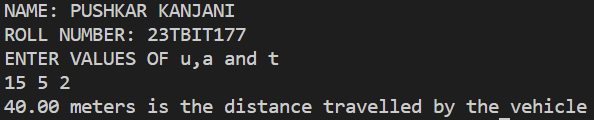 NAME: PUSHKAR KANJANI
ROLL NUMBER: 23TBIT177
ENTER VALUES OF u,a and t
15 5 2
40.00 meters is the distance travelled by the vehicle